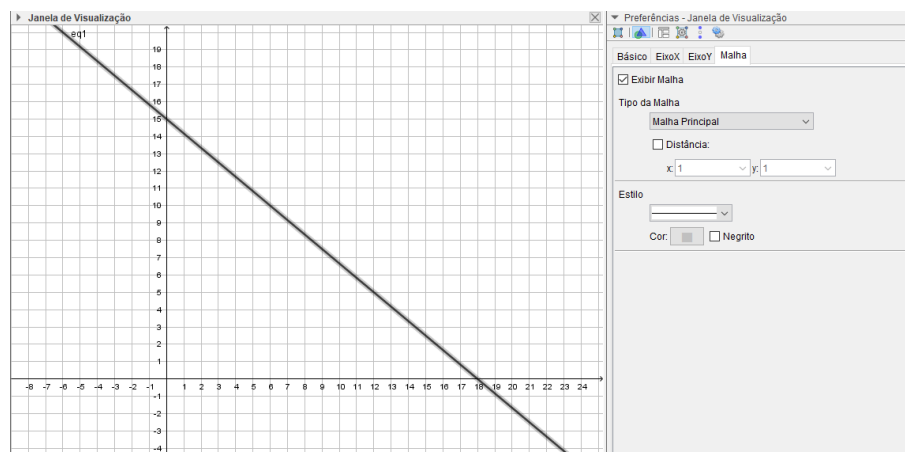 Janela de Visualização
eq1
19
18
17
16
15
14
13
12
11
10
9
8
7
6
5
4
3
2
1
-8 -7 -6 -5 -4 -3 -2 -1 1 2 3 4 5 6 7 8 9 10 11 12 13 14 15 16 17 18 19 20 21 22 23 24
-1
-2
-3
-4
Preferências - Janela de Visualização
Básico EixoX EixoY Malha
Exibir Malha
Tipo da Malha
Malha Principal
Distância:
x: 1 y: 1
Estilo
Cor: Negrito